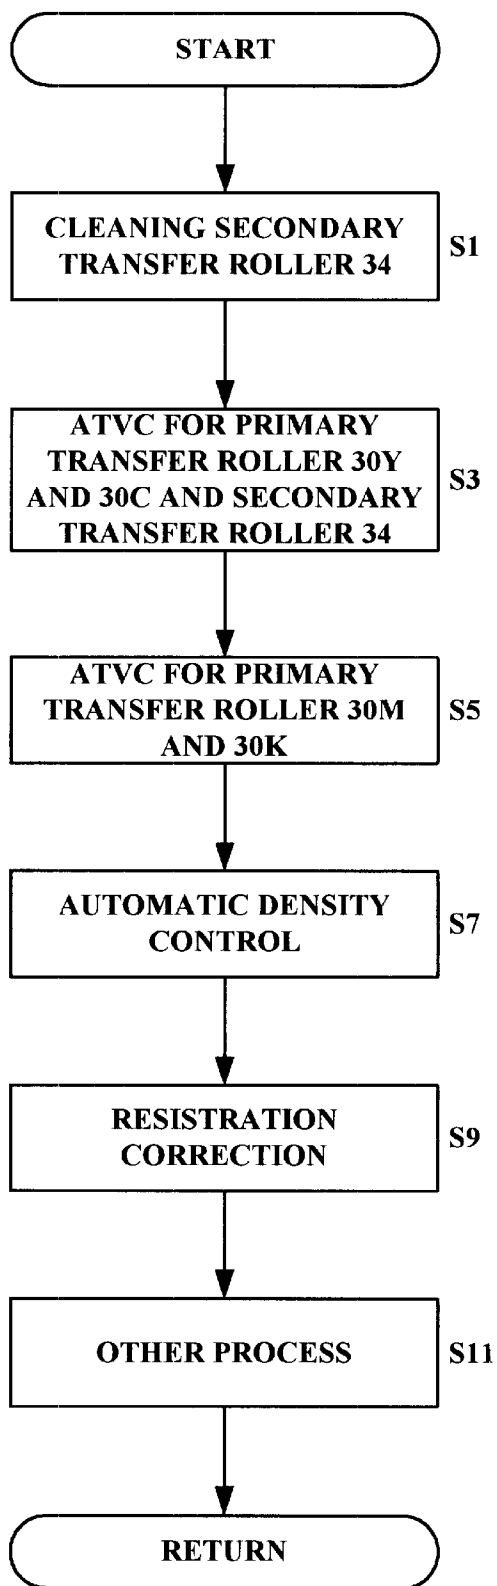 START
CLEANING SECONDARY
TRANSFER ROLLER 34
S1
ATVC FOR PRIMARY
TRANSFER ROLLER 30Y
AND 30C AND SECONDARY
TRANSFER ROLLER 34
S3
ATVC FOR PRIMARY
TRANSFER ROLLER 30M
AND 30K
S5
AUTOMATIC DENSITY
CONTROL
S7
RESISTRATION
CORRECTION
S9
OTHER PROCESS
S11
RETURN